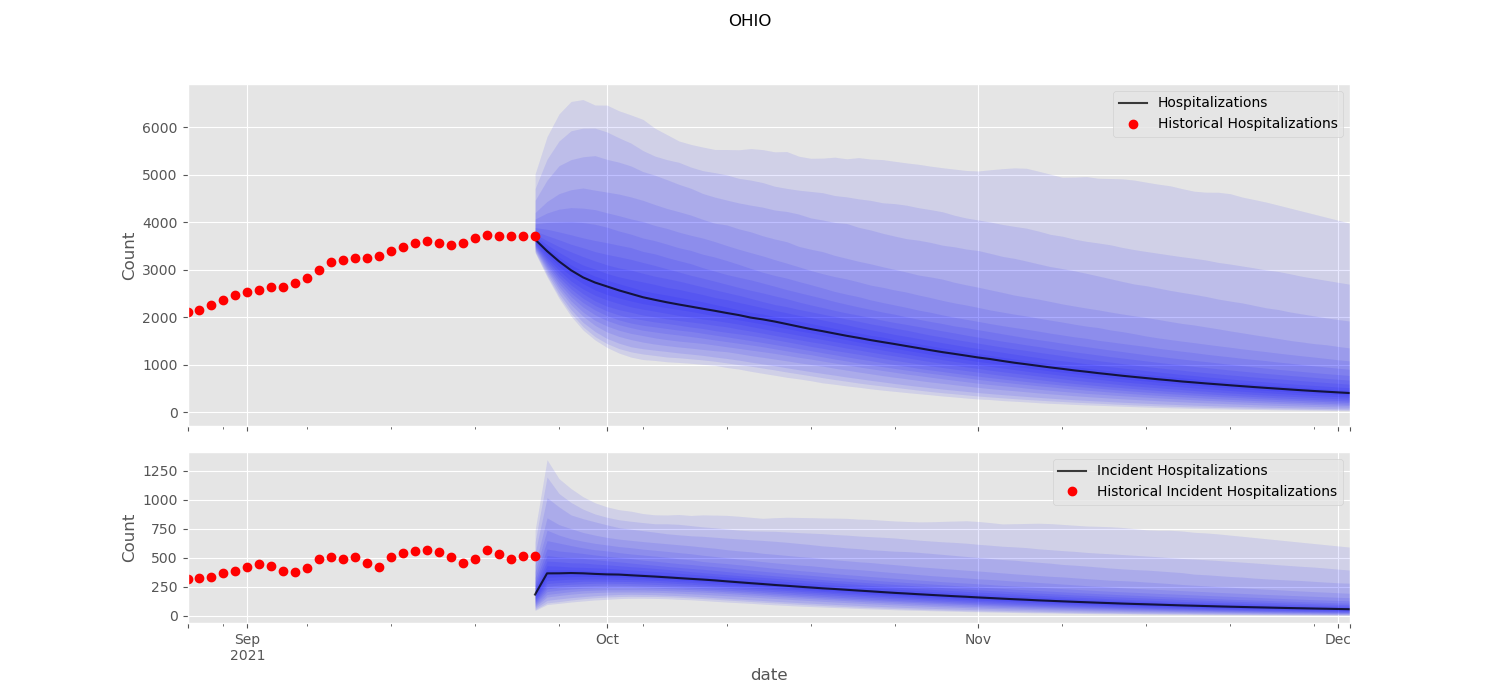 OHIO
Hospitalizations
Historical Hospitalizations
6000
5000
4000
3000
2000
1000
0
Count
Incident Hospitalizations
Historical Incident Hospitalizations
1250
1000
750
500
250
0
Count
Sep Oct Nov Dec
2021
date